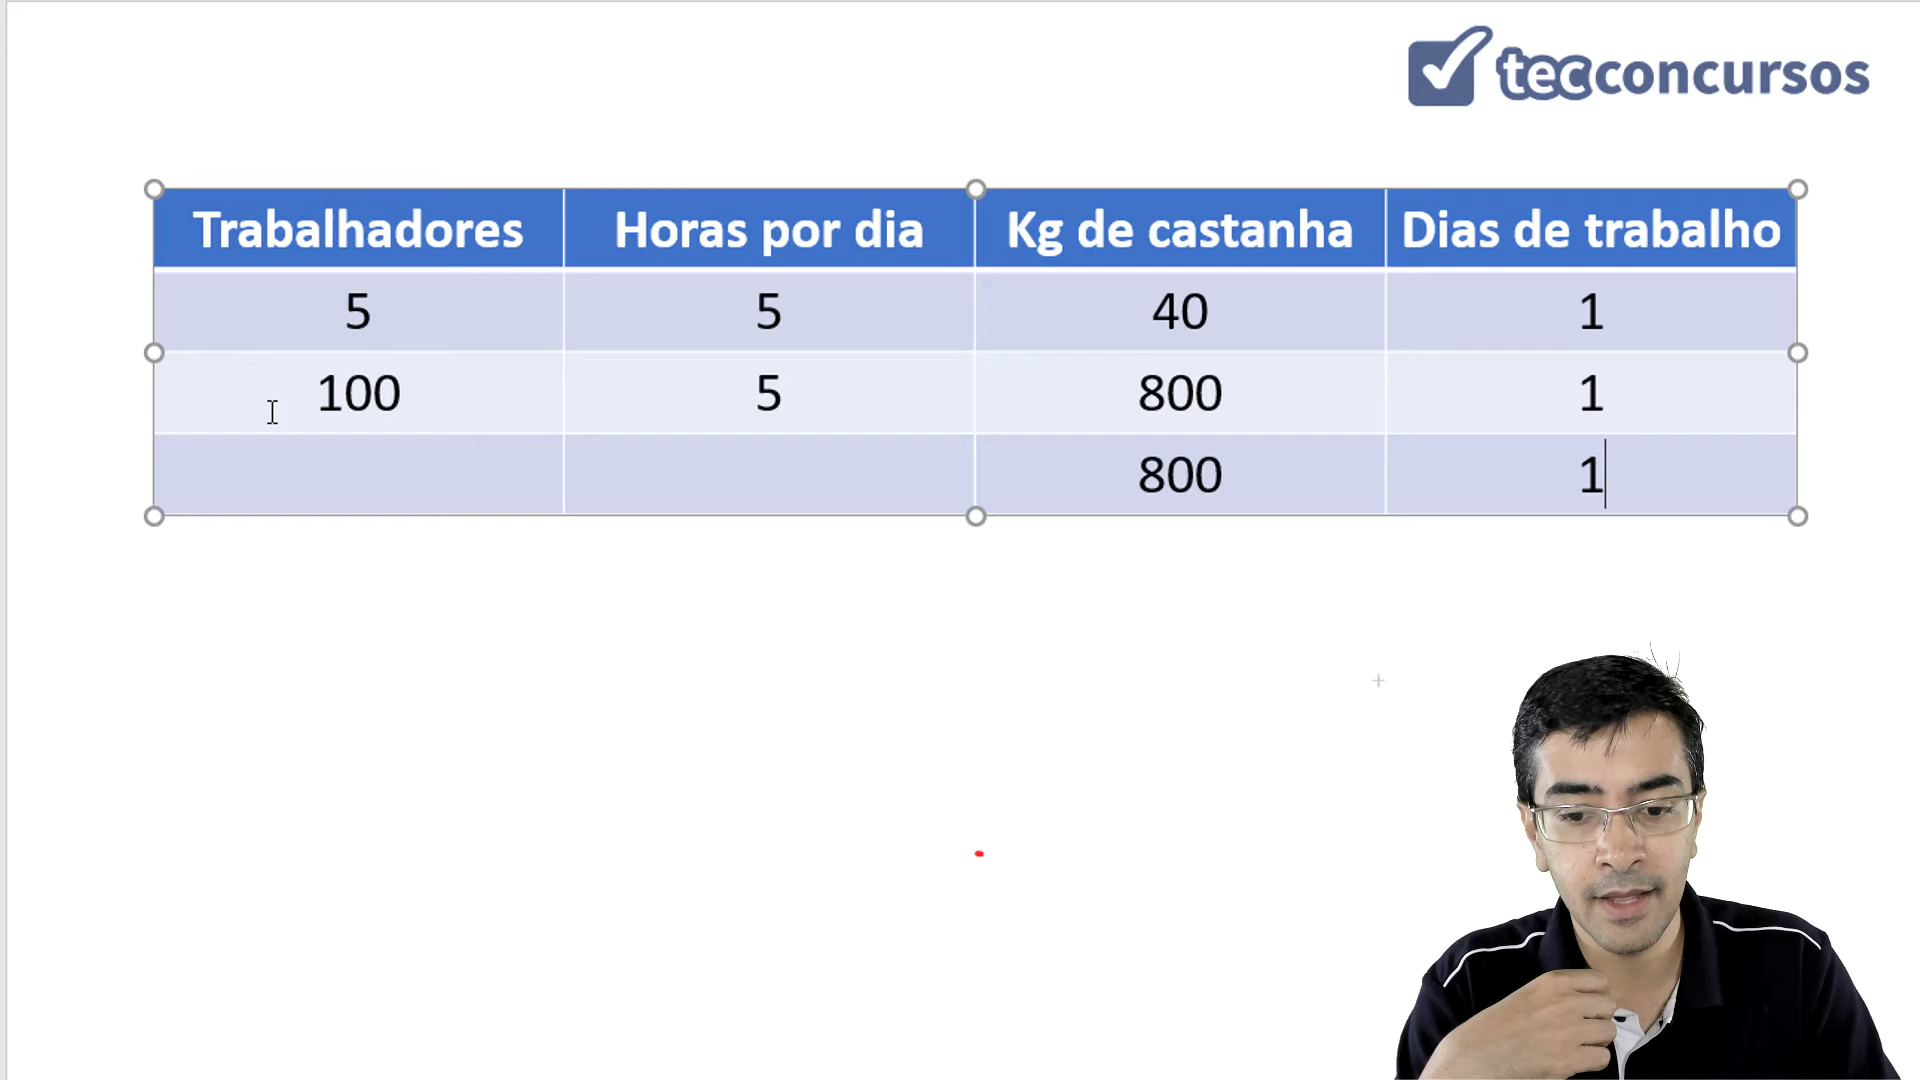 tecconcursos
Trabalhadores Horas por dia Kg de castanha Dias de trabalho
5 5 40 1
100 5 800 1
800 1